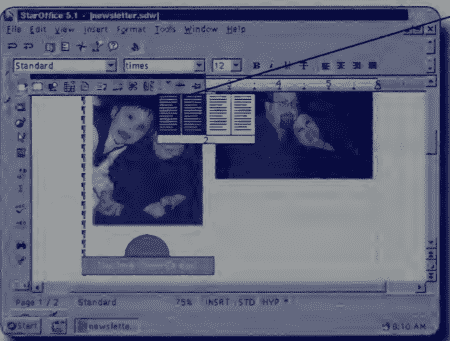 StarOffice 5.1 - [newsletter.sdw]
File Edit View Insert Format Tools Window Help
Standard times 12 B i U
2
Page 1 / 2 Standard 75% INSRT STD HYP *
Start newslette... 8:10 AM